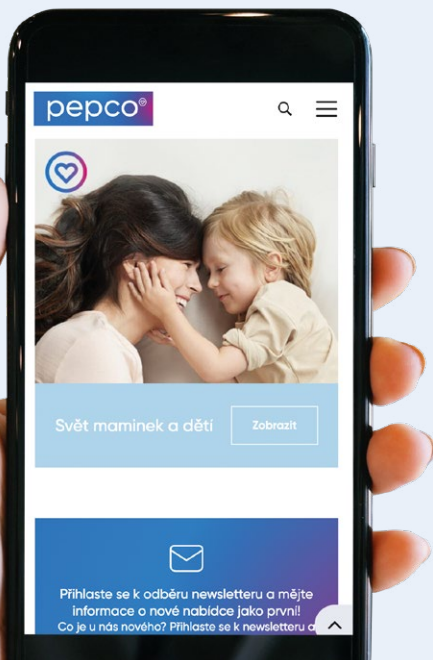 pepco®
Svět maminek a dětí
Zobrazit
Přihlaste se k odběru newsletteru a mějte
informace o nové nabídce jako první!
Co je u nás nového? Přihlaste se k newsletteru a